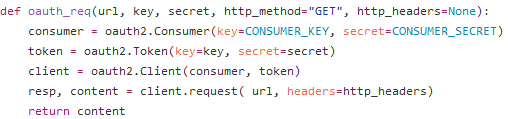 def oauth_req(url, key, secret, http_method="GET", http_headers=None):
    consumer = oauth2.Consumer(key=CONSUMER_KEY, secret=CONSUMER_SECRET)
    token = oauth2.Token(key=key, secret=secret)
    client = oauth2.Client(consumer, token)
    resp, content = client.request( url, headers=http_headers)
    return content